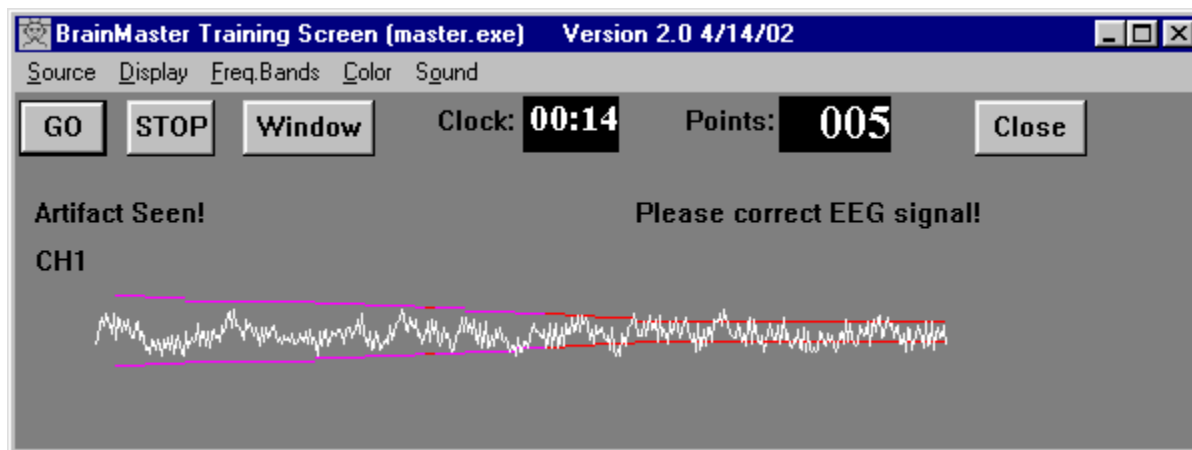 BrainMaster Training Screen (master.exe) Version 2.0 4/14/02
Source Display Freq.Bands Color Sound
GO STOP Window Clock: 00:14 Points: 005 Close
Artifact Seen! Please correct EEG signal!
CH1